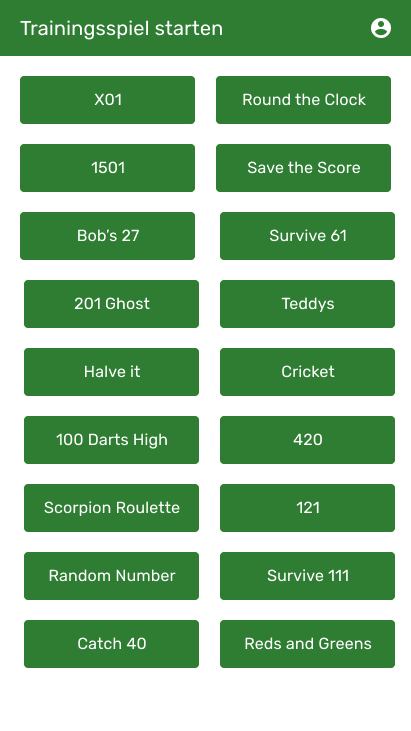 Trainingsspiel starten
X01
Round the Clock
1501
Save the Score
Bob's 27
Survive 61
201 Ghost
Teddys
Halve it
Cricket
100 Darts High
420
Scorpion Roulette
121
Random Number
Survive 111
Catch 40
Reds and Greens